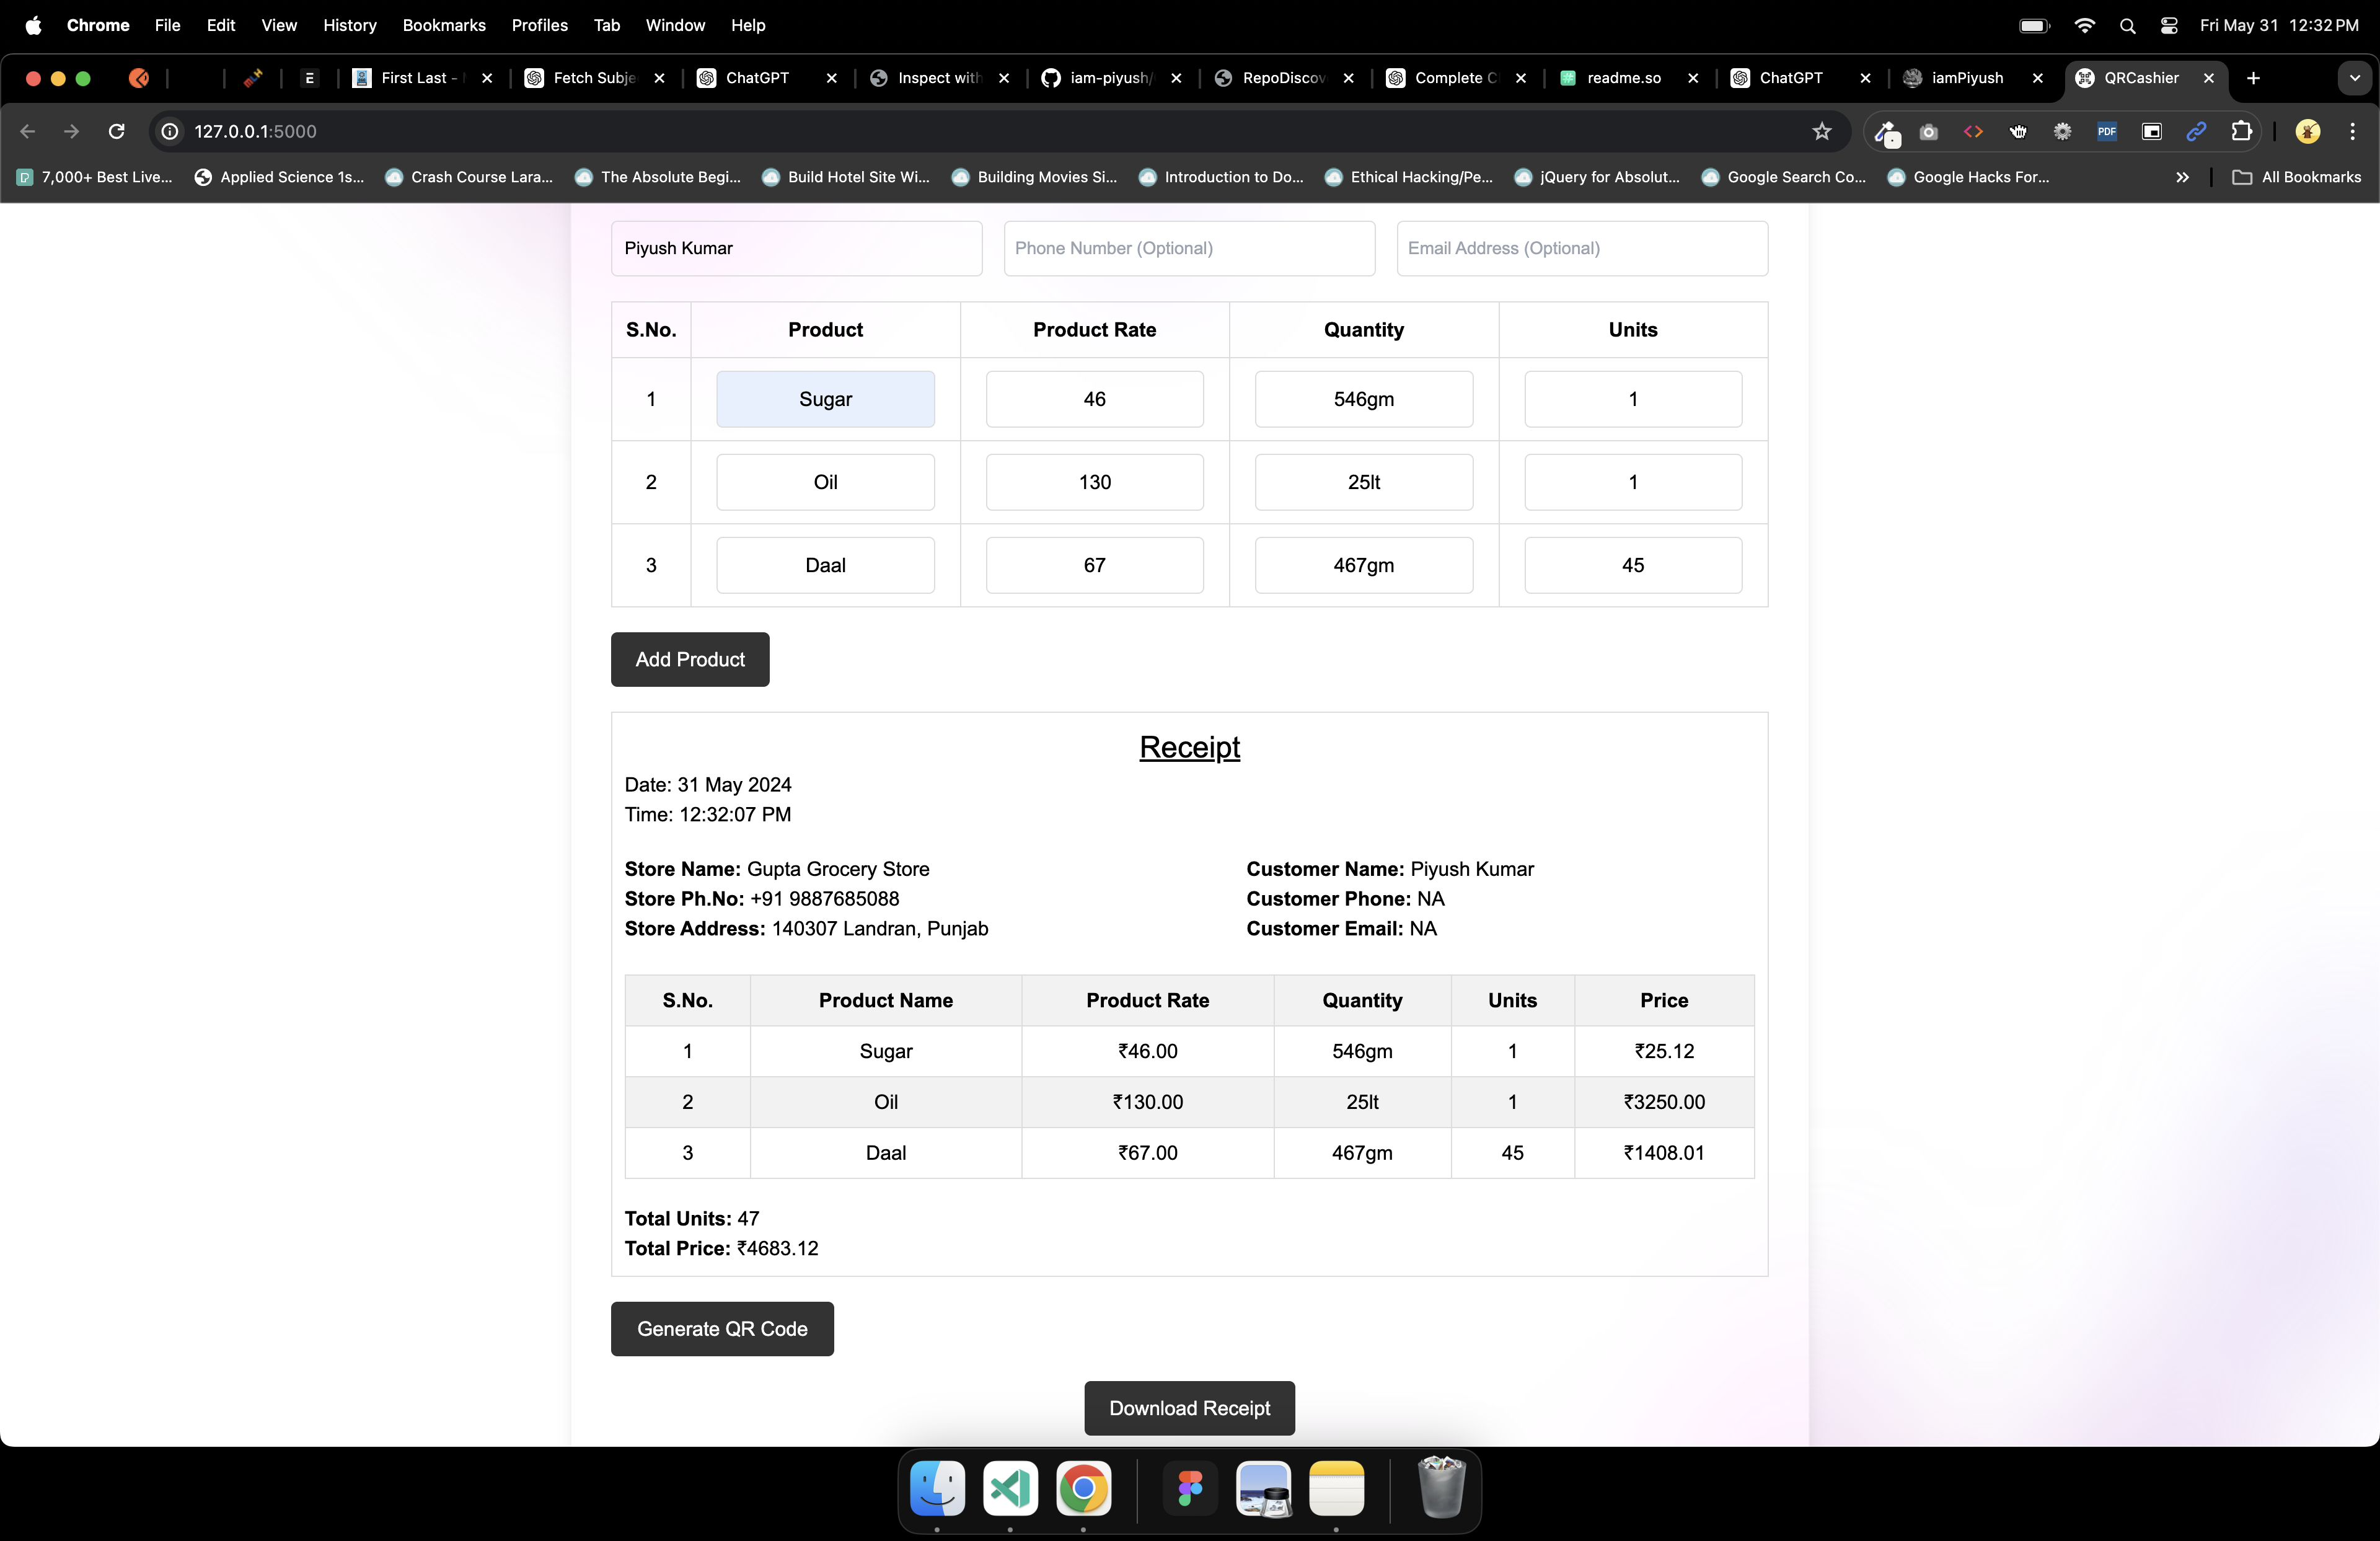 Chrome File Edit View History Bookmarks Profiles Tab Window Help Fri May 31 12:32 PM
E First Last - Fetch Subje ChatGPT Inspect with iam-piyush/ RepoDiscov Complete C readme.so ChatGPT iamPiyush QRCashier
127.0.0.1:5000 PDF
7,000+ Best Live... Applied Science 1s... Crash Course Lara... The Absolute Begi... Build Hotel Site Wi... Building Movies Si... Introduction to Do... Ethical Hacking/Pe... jQuery for Absolut... Google Search Co... Google Hacks For... All Bookmarks
Piyush Kumar Phone Number (Optional) Email Address (Optional)
S.No. Product Product Rate Quantity Units
1 Sugar 46 546gm 1
2 Oil 130 25lt 1
3 Daal 67 467gm 45
Add Product
Receipt
Date: 31 May 2024
Time: 12:32:07 PM
Store Name: Gupta Grocery Store Customer Name: Piyush Kumar
Store Ph.No: +91 9887685088 Customer Phone: NA
Store Address: 140307 Landran, Punjab Customer Email: NA
S.No. Product Name Product Rate Quantity Units Price
1 Sugar ₹46.00 546gm 1 ₹25.12
2 Oil ₹130.00 25lt 1 ₹3250.00
3 Daal ₹67.00 467gm 45 ₹1408.01
Total Units: 47
Total Price: ₹4683.12
Generate QR Code
Download Receipt